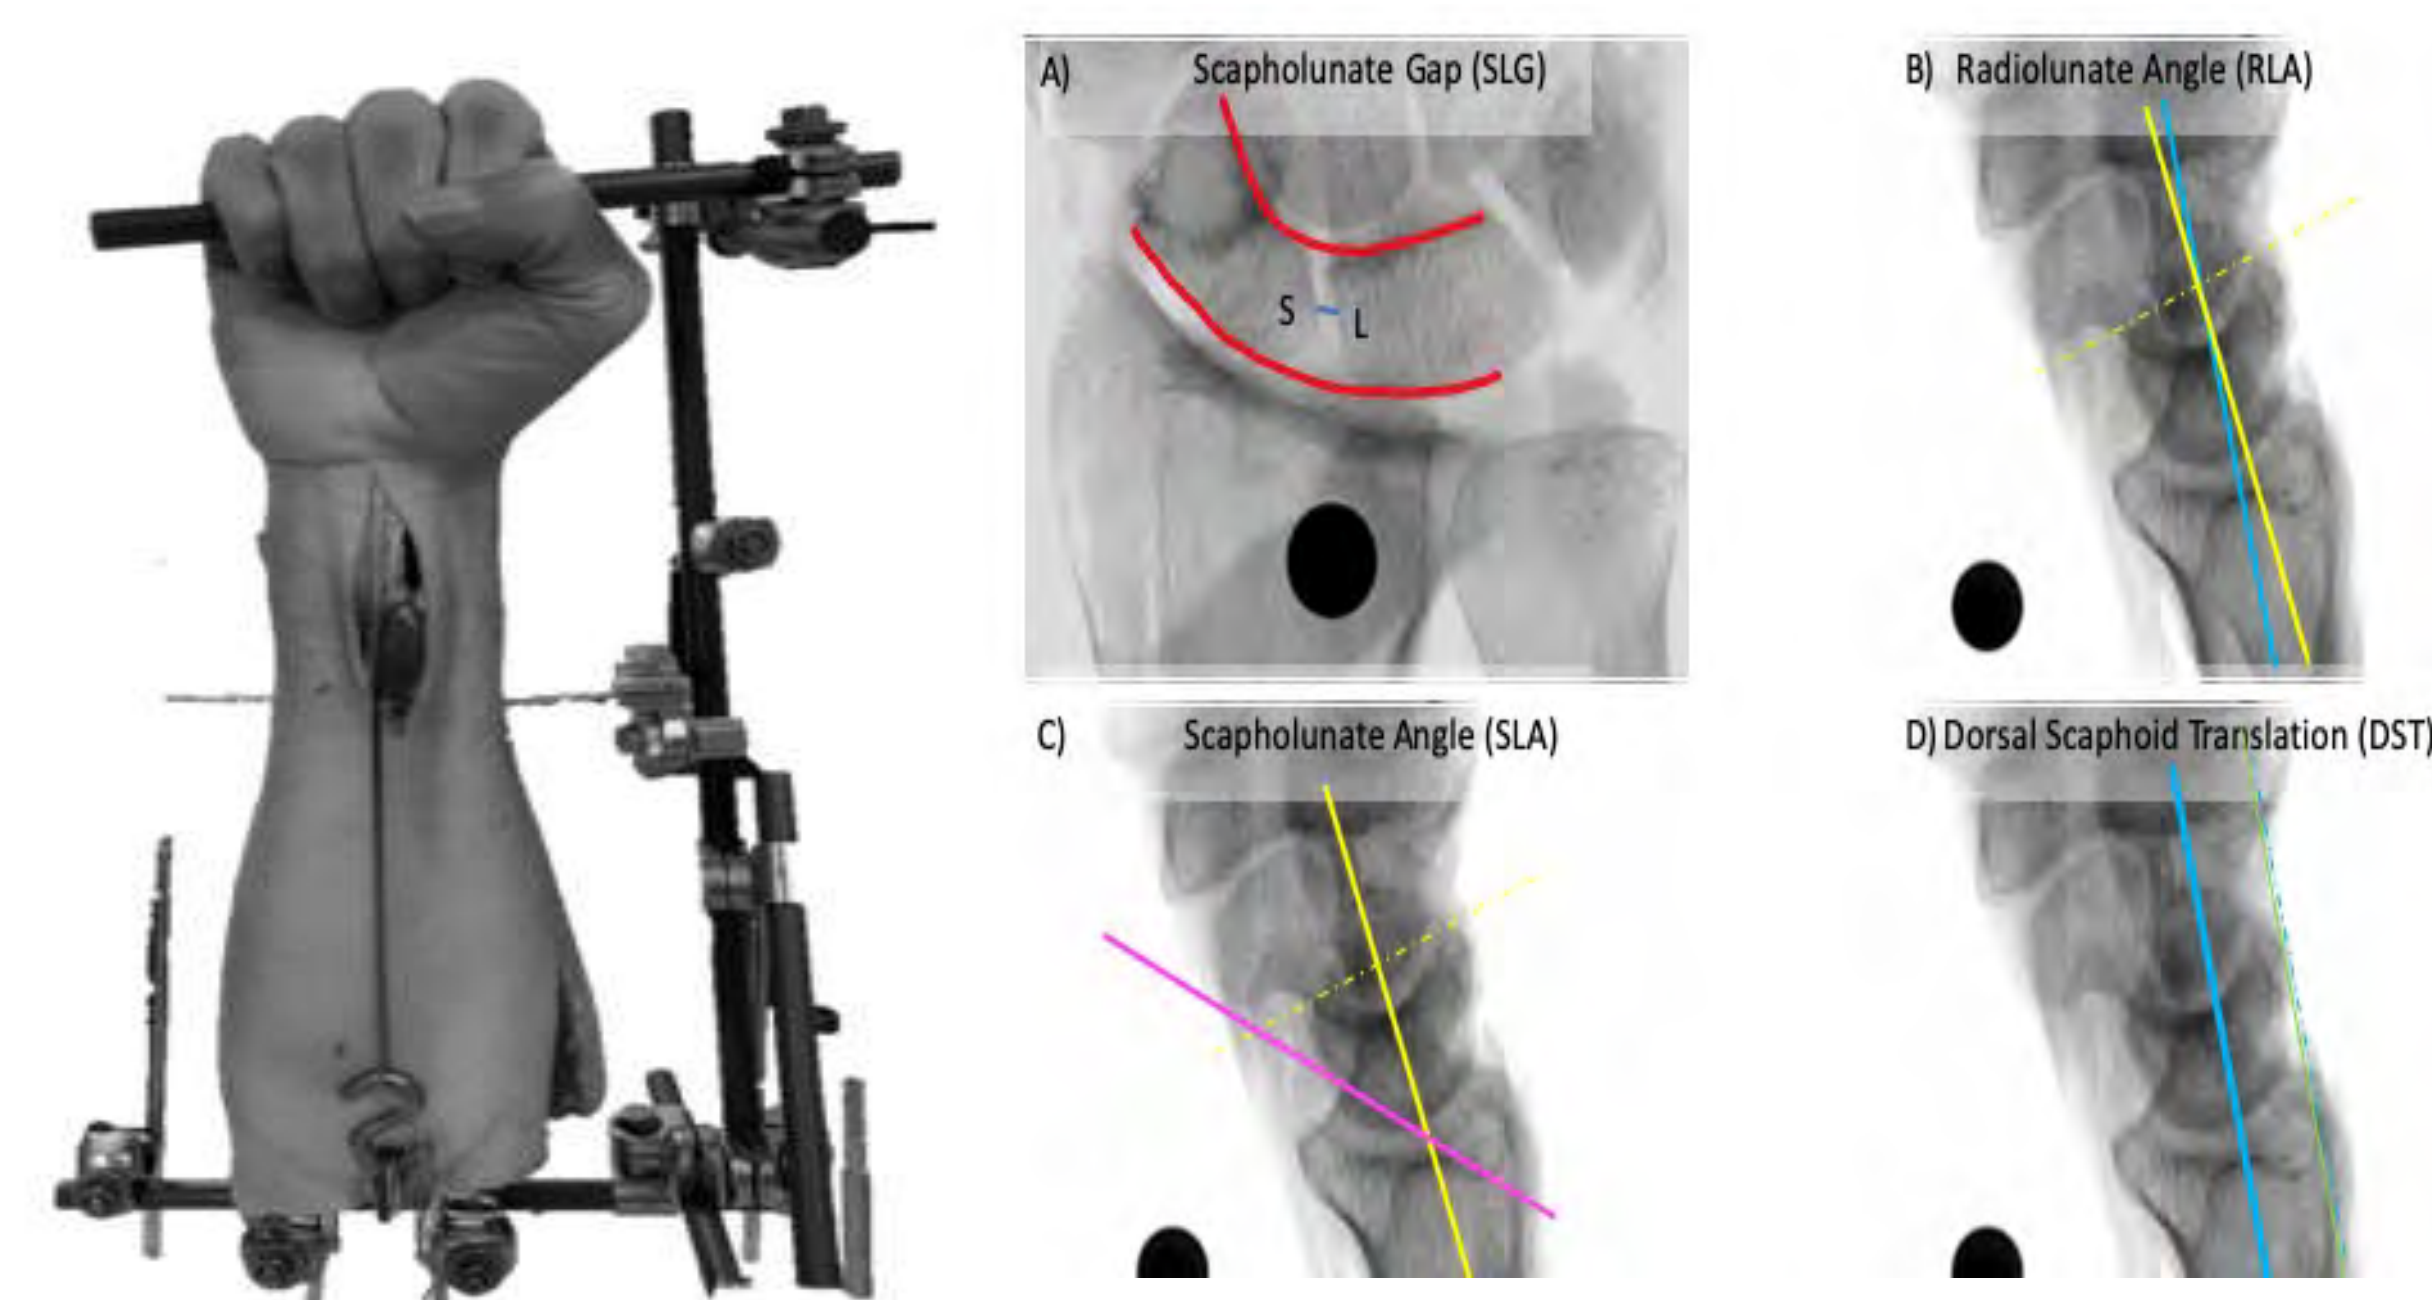 A) Scapholunate Gap (SLG)
S L
B) Radiolunate Angle (RLA)
C) Scapholunate Angle (SLA)
D) Dorsal Scaphoid Translation (DST)